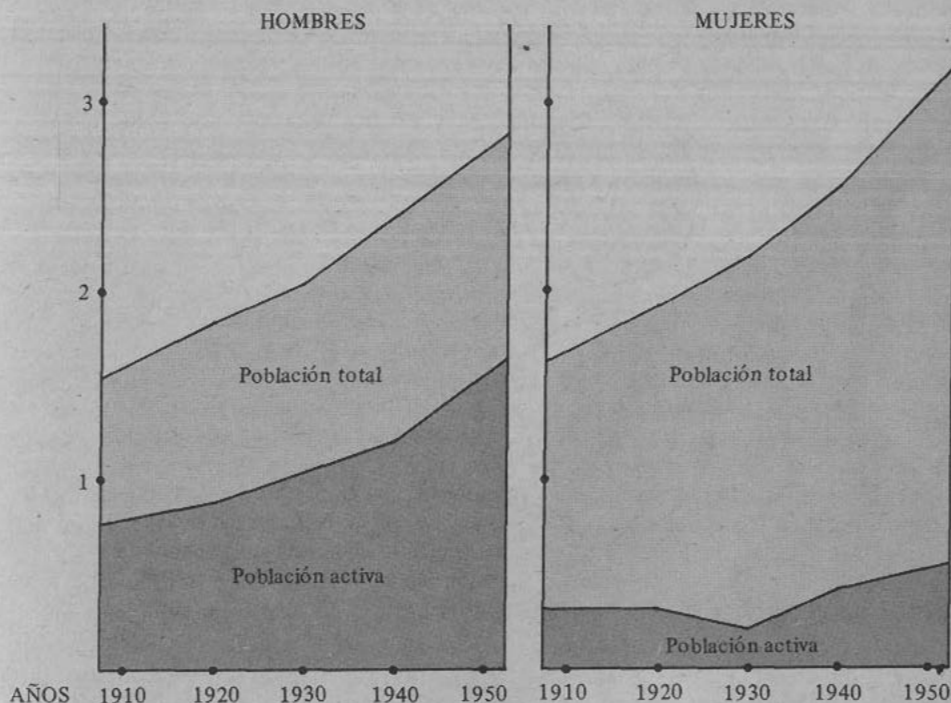 HOMBRES
MUJERES
3
2
1
Población total
Población activa
Población total
Población activa
AÑOS 1910 1920 1930 1940 1950 1910 1920 1930 1940 1950